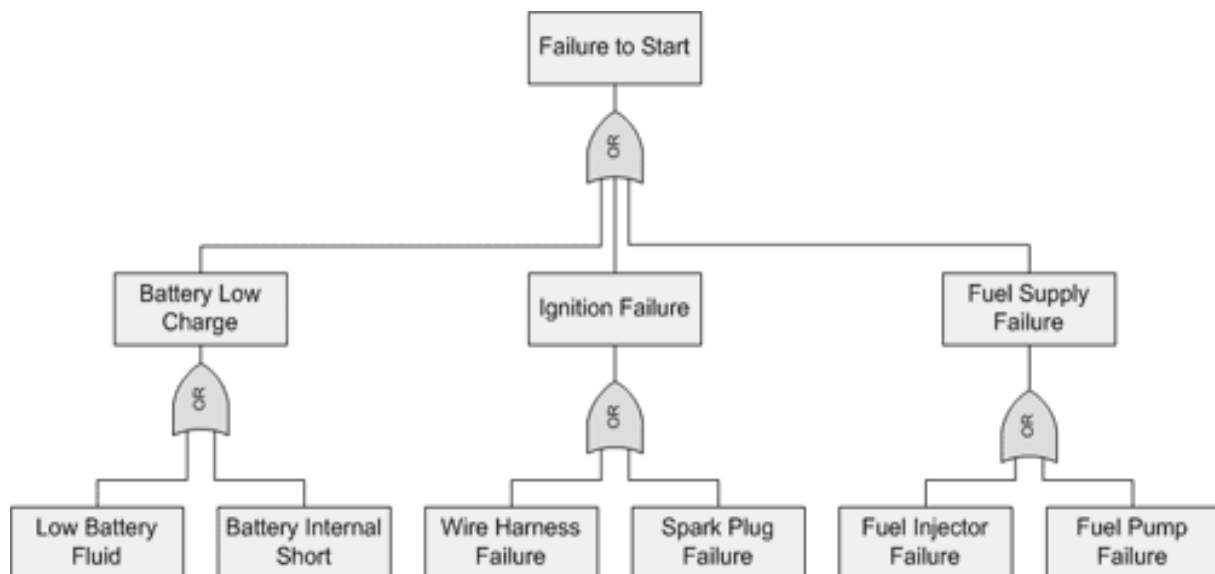 Failure to Start
OR
Battery Low
Charge
Ignition Failure
Fuel Supply
Failure
OR
OR
OR
Low Battery
Fluid
Battery Internal
Short
Wire Harness
Failure
Spark Plug
Failure
Fuel Injector
Failure
Fuel Pump
Failure